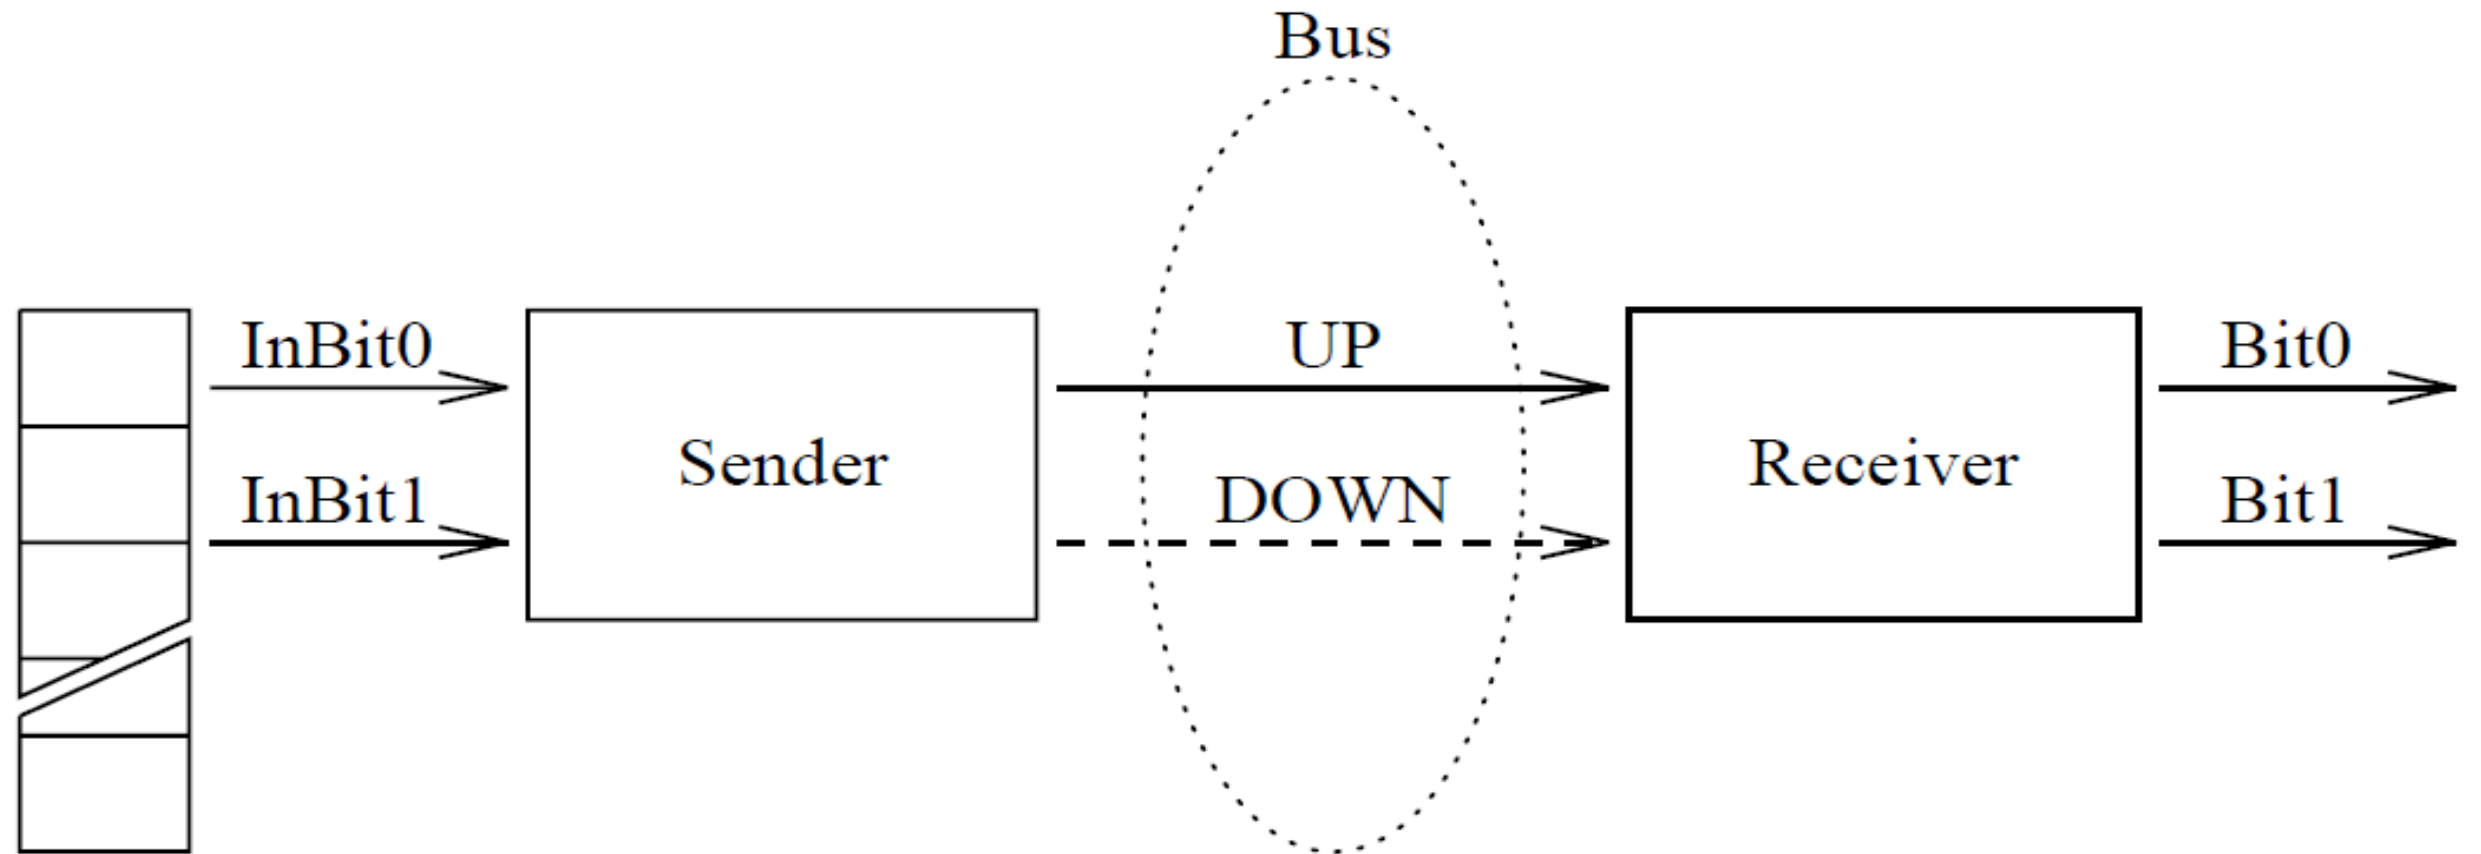 Bus
InBit0
UP
Bit0
Sender
Receiver
InBit1
DOWN
Bit1